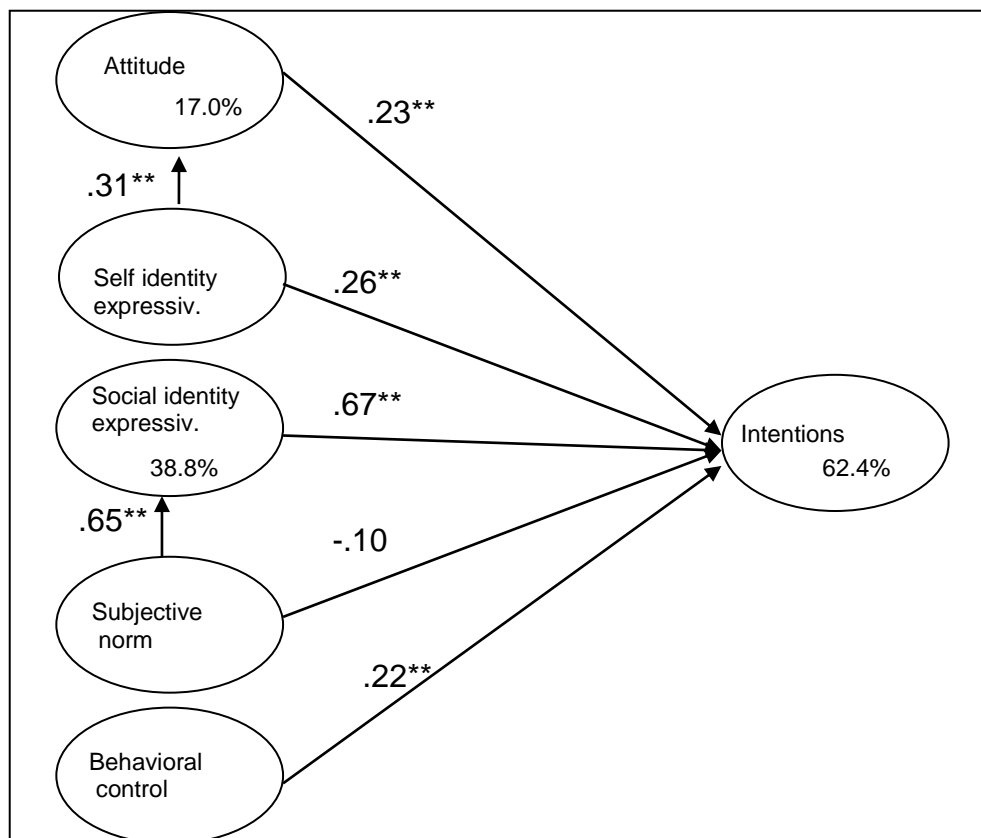 Attitude
17.0%
.23**
.31**
Self identity
expressiv.
.26**
Social identity
expressiv.
38.8%
.67**
Intentions
62.4%
.65**
-.10
Subjective
norm
.22**
Behavioral
control